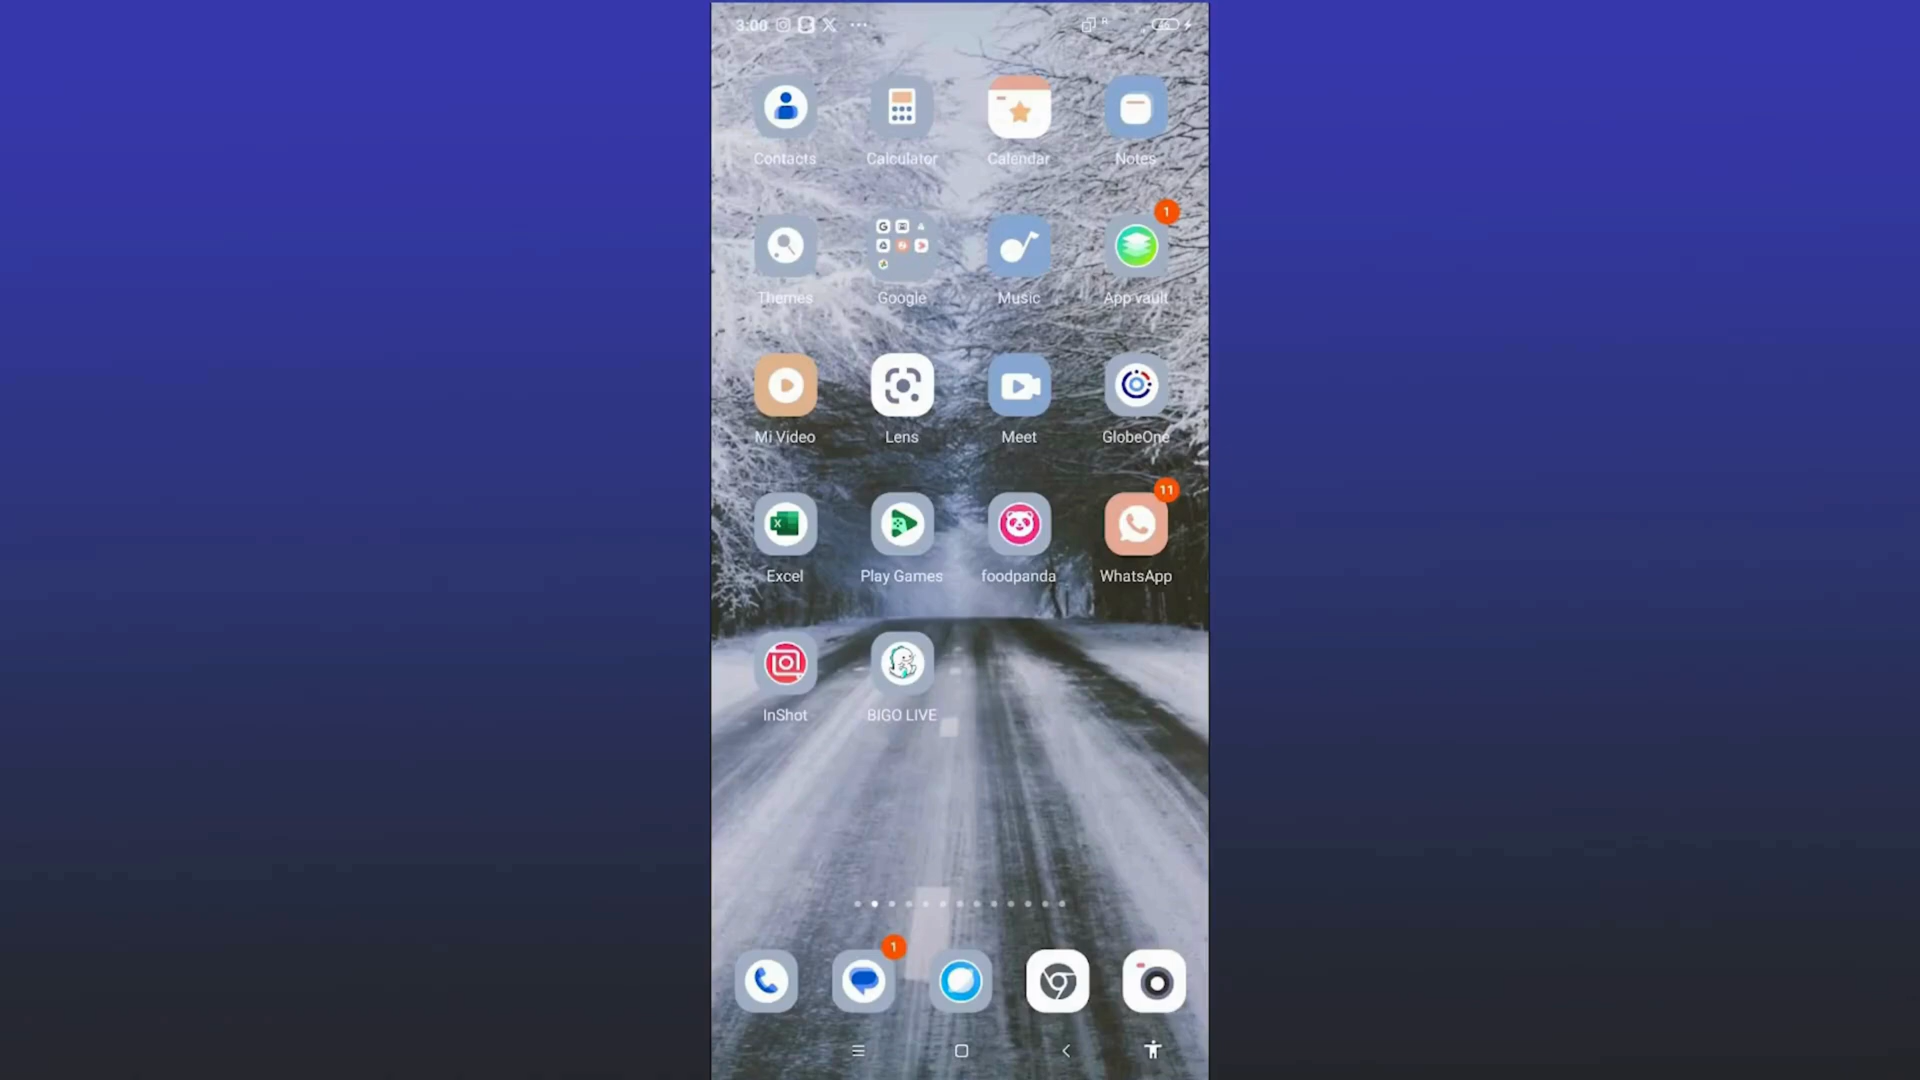 3:00
Contacts Calculator Calendar Notes
1
Themes Google Music App vault
Mi Video Lens Meet GlobeOne
11
Excel Play Games foodpanda WhatsApp
InShot BIGO LIVE
1